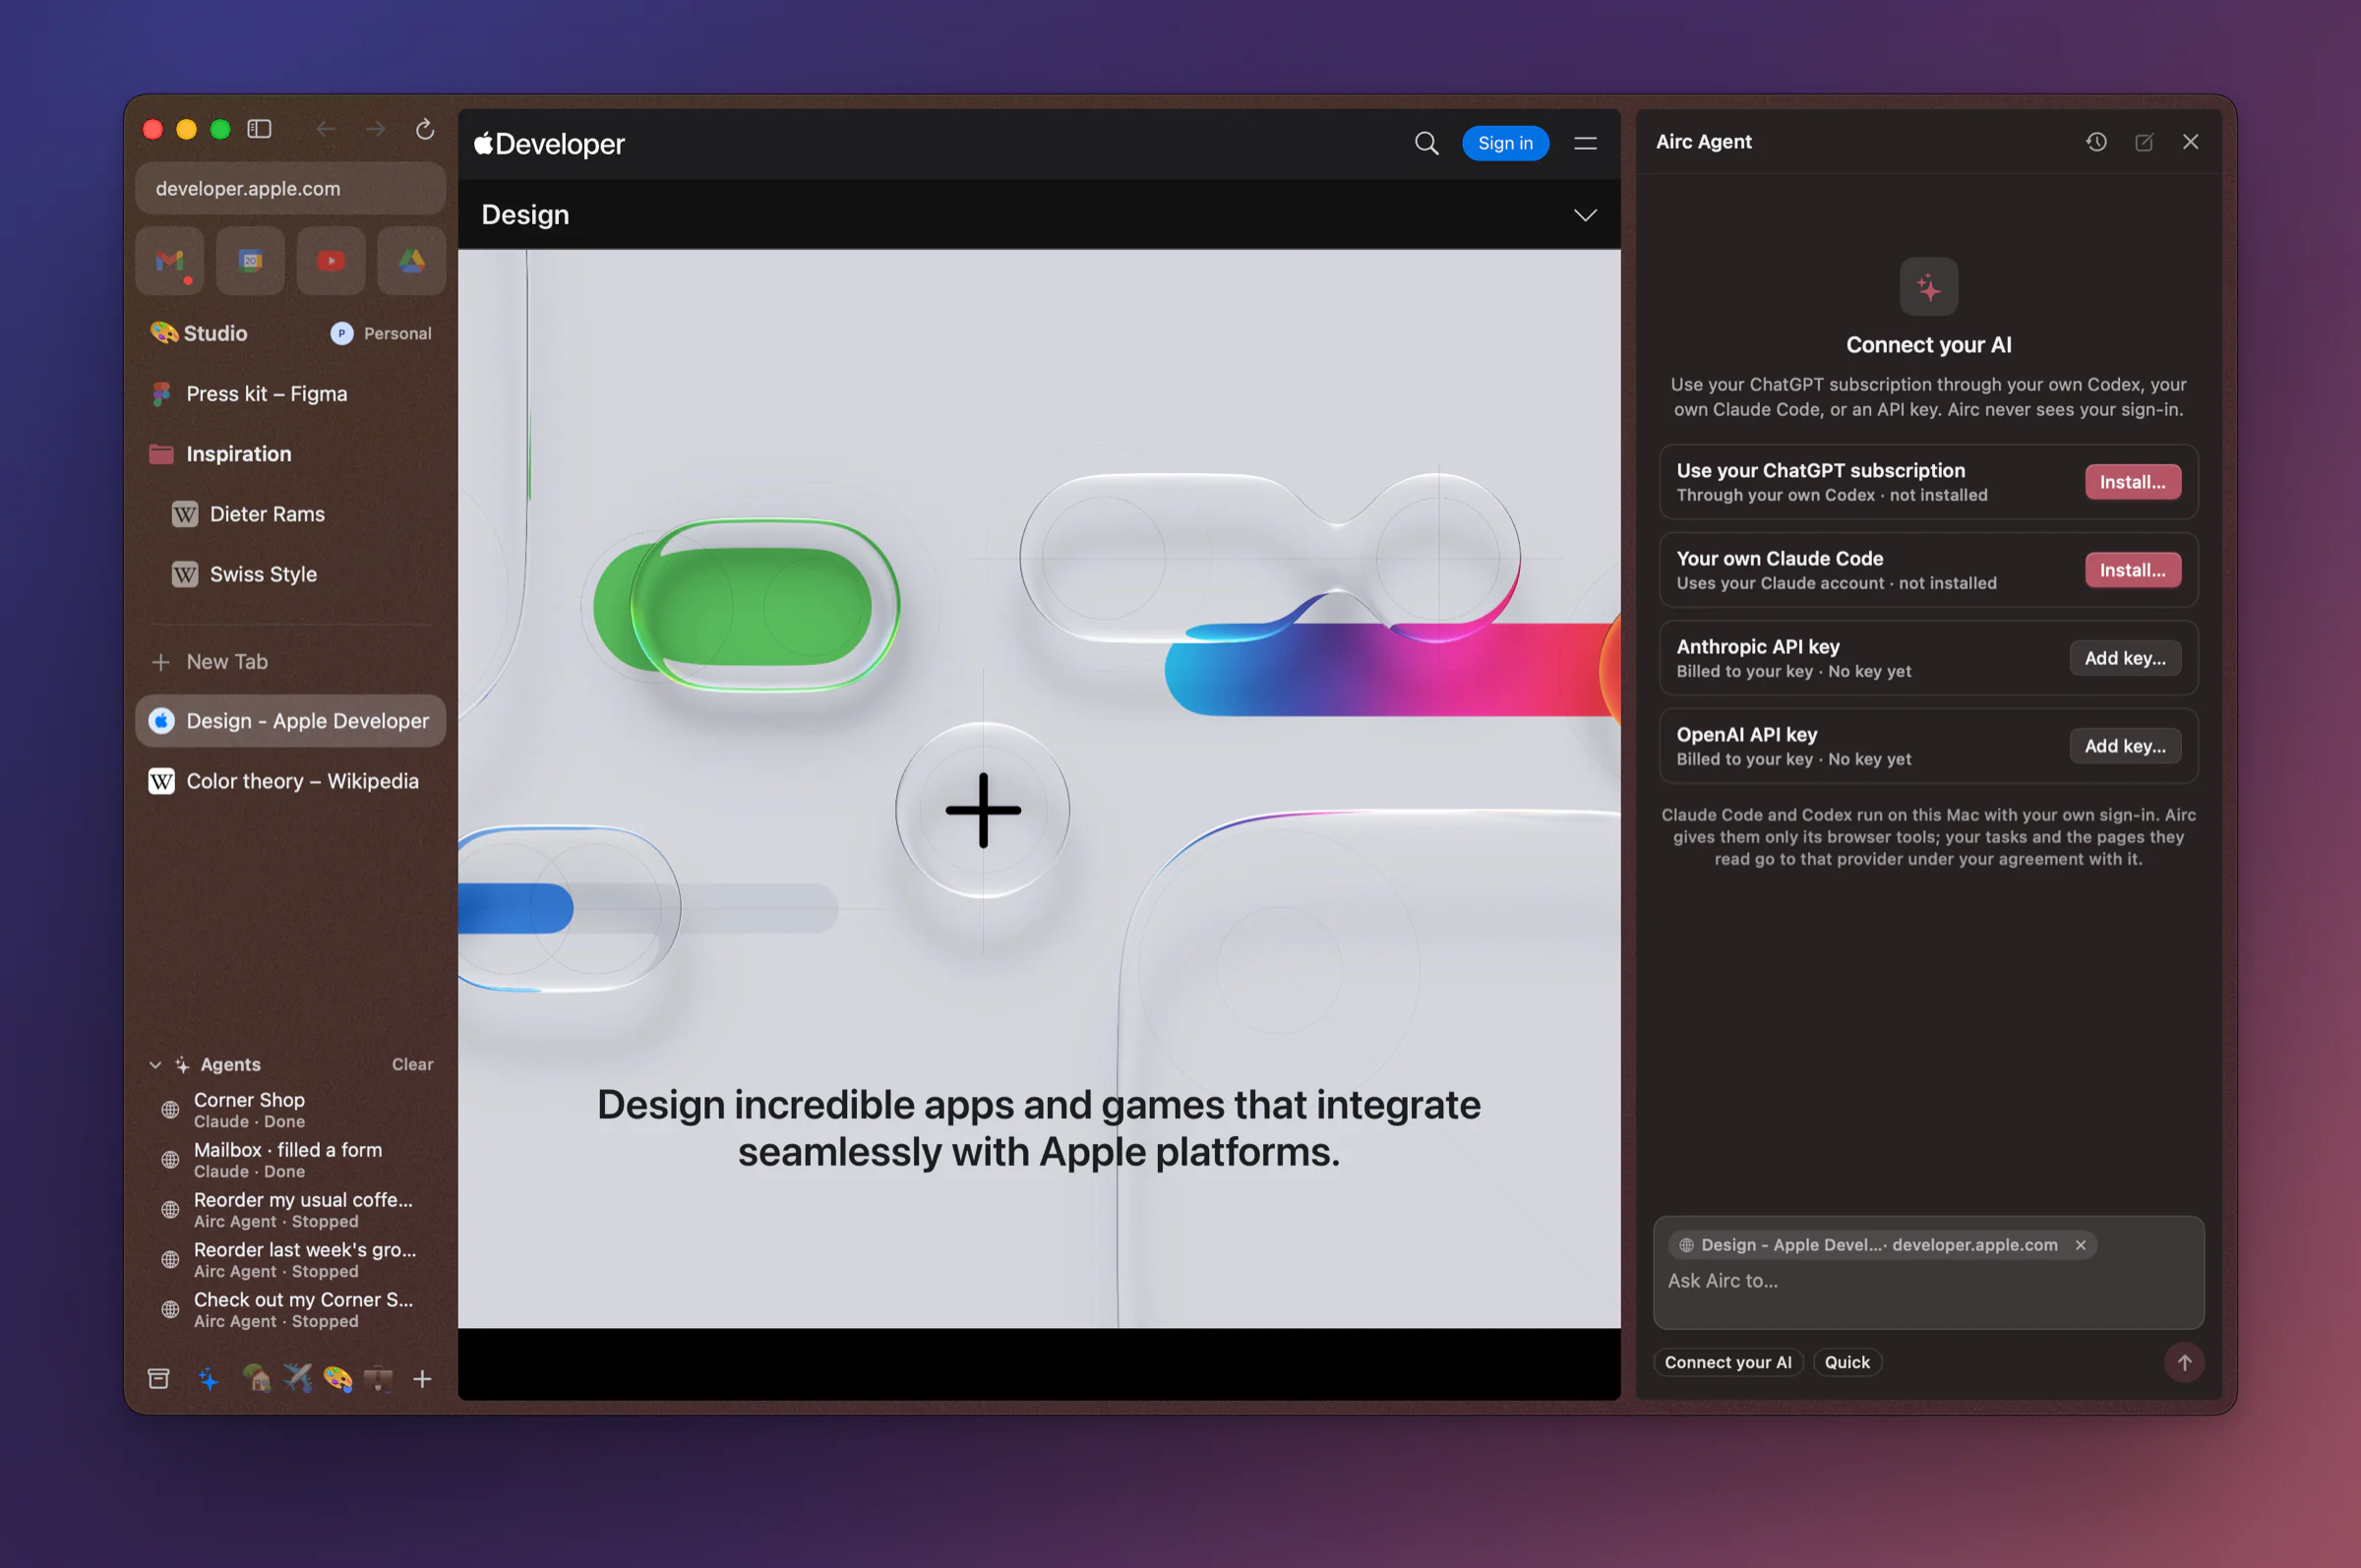 developer.apple.com
20
Studio
P Personal
Press kit – Figma
Inspiration
W Dieter Rams
W Swiss Style
New Tab
Design - Apple Developer
W Color theory – Wikipedia
Agents Clear
Corner Shop
Claude · Done
Mailbox · filled a form
Claude · Done
Reorder my usual coffe...
Airc Agent · Stopped
Reorder last week's gro...
Airc Agent · Stopped
Check out my Corner S...
Airc Agent · Stopped
Developer
Sign in
Design
Design incredible apps and games that integrate
seamlessly with Apple platforms.
Airc Agent
Connect your AI
Use your ChatGPT subscription through your own Codex, your
own Claude Code, or an API key. Airc never sees your sign-in.
Use your ChatGPT subscription
Through your own Codex · not installed
Install...
Your own Claude Code
Uses your Claude account · not installed
Install...
Anthropic API key
Billed to your key · No key yet
Add key...
OpenAI API key
Billed to your key · No key yet
Add key...
Claude Code and Codex run on this Mac with your own sign-in. Airc
gives them only its browser tools; your tasks and the pages they
read go to that provider under your agreement with it.
Design - Apple Devel...· developer.apple.com
Ask Airc to...
Connect your AI
Quick